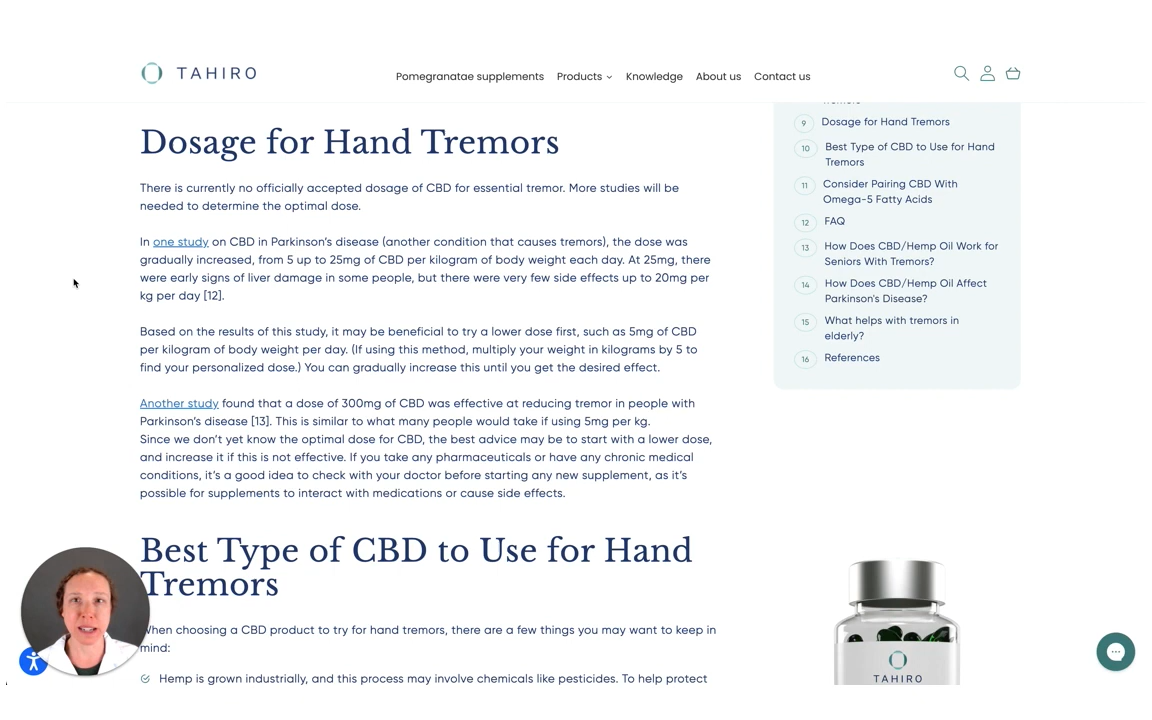 TAHIRO
Pomegranatae supplements Products Knowledge About us Contact us
Dosage for Hand Tremors
There is currently no officially accepted dosage of CBD for essential tremor. More studies will be
needed to determine the optimal dose.
In one study on CBD in Parkinson's disease (another condition that causes tremors), the dose was
gradually increased, from 5 up to 25mg of CBD per kilogram of body weight each day. At 25mg, there
were early signs of liver damage in some people, but there were very few side effects up to 20mg per
kg per day [12].
Based on the results of this study, it may be beneficial to try a lower dose first, such as 5mg of CBD
per kilogram of body weight per day. (If using this method, multiply your weight in kilograms by 5 to
find your personalized dose.) You can gradually increase this until you get the desired effect.
Another study found that a dose of 300mg of CBD was effective at reducing tremor in people with
Parkinson's disease [13]. This is similar to what many people would take if using 5mg per kg.
Since we don't yet know the optimal dose for CBD, the best advice may be to start with a lower dose,
and increase it if this is not effective. If you take any pharmaceuticals or have any chronic medical
conditions, it's a good idea to check with your doctor before starting any new supplement, as it's
possible for supplements to interact with medications or cause side effects.
Best Type of CBD to Use for Hand
Tremors
When choosing a CBD product to try for hand tremors, there are a few things you may want to keep in
mind:
Hemp is grown industrially, and this process may involve chemicals like pesticides. To help protect
9 Dosage for Hand Tremors
10 Best Type of CBD to Use for Hand
Tremors
11 Consider Pairing CBD With
Omega-5 Fatty Acids
12 FAQ
13 How Does CBD/Hemp Oil Work for
Seniors With Tremors?
14 How Does CBD/Hemp Oil Affect
Parkinson's Disease?
15 What helps with tremors in
elderly?
16 References
TAHIRO